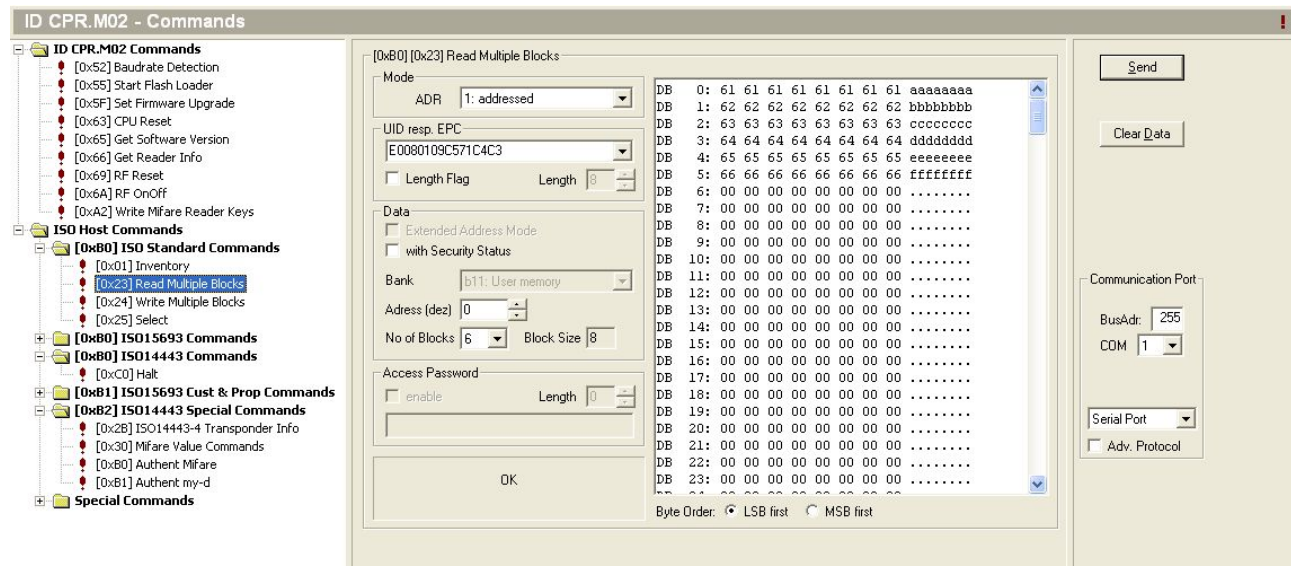 ID CPR.M02 - Commands
!
ID CPR.M02 Commands
[0x52] Baudrate Detection
[0x55] Start Flash Loader
[0x5F] Set Firmware Upgrade
[0x63] CPU Reset
[0x65] Get Software Version
[0x66] Get Reader Info
[0x69] RF Reset
[0x6A] RF OnOff
[0xA2] Write Mifare Reader Keys
ISO Host Commands
[0xB0] ISO Standard Commands
[0x01] Inventory
[0x23] Read Multiple Blocks
[0x24] Write Multiple Blocks
[0x25] Select
[0xB0] ISO15693 Commands
[0xB0] ISO14443 Commands
[0xC0] Halt
[0xB1] ISO15693 Cust & Prop Commands
[0xB2] ISO14443 Special Commands
[0x2B] ISO14443-4 Transponder Info
[0x30] Mifare Value Commands
[0xB0] Authent Mifare
[0xB1] Authent my-d
Special Commands
[0xB0] [0x23] Read Multiple Blocks
Mode
ADR 1: addressed
UID resp. EPC
E0080109C571C4C3
Length Flag Length 8
Data
Extended Address Mode
with Security Status
Bank b11: User memory
Adress (dez) 0
No of Blocks 6 Block Size 8
Access Password
enable Length 0
OK
DB 0: 61 61 61 61 61 61 61 61 aaaaaaaa
DB 1: 62 62 62 62 62 62 62 62 bbbbbbbb
DB 2: 63 63 63 63 63 63 63 63 cccccccc
DB 3: 64 64 64 64 64 64 64 64 dddddddd
DB 4: 65 65 65 65 65 65 65 65 eeeeeeee
DB 5: 66 66 66 66 66 66 66 66 ffffffff
DB 6: 00 00 00 00 00 00 00 00 ........
DB 7: 00 00 00 00 00 00 00 00 ........
DB 8: 00 00 00 00 00 00 00 00 ........
DB 9: 00 00 00 00 00 00 00 00 ........
DB 10: 00 00 00 00 00 00 00 00 ........
DB 11: 00 00 00 00 00 00 00 00 ........
DB 12: 00 00 00 00 00 00 00 00 ........
DB 13: 00 00 00 00 00 00 00 00 ........
DB 14: 00 00 00 00 00 00 00 00 ........
DB 15: 00 00 00 00 00 00 00 00 ........
DB 16: 00 00 00 00 00 00 00 00 ........
DB 17: 00 00 00 00 00 00 00 00 ........
DB 18: 00 00 00 00 00 00 00 00 ........
DB 19: 00 00 00 00 00 00 00 00 ........
DB 20: 00 00 00 00 00 00 00 00 ........
DB 21: 00 00 00 00 00 00 00 00 ........
DB 22: 00 00 00 00 00 00 00 00 ........
DB 23: 00 00 00 00 00 00 00 00 ........
Byte Order: LSB first MSB first
Send
Clear Data
Communication Port
BusAdr: 255
COM 1
Serial Port
Adv. Protocol